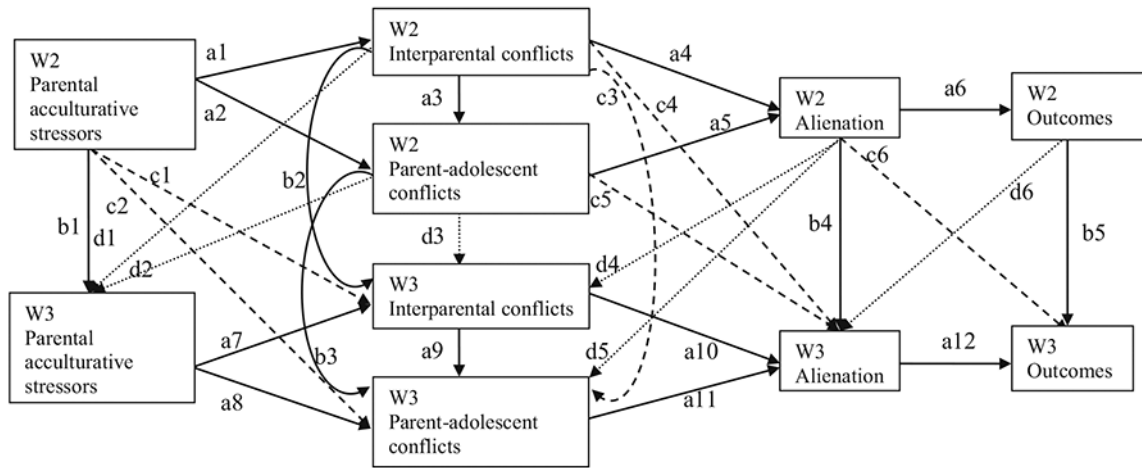 W2
Parental
acculturative
stressors
W2
Interparental conflicts
W2
Parent-adolescent
conflicts
W2
Alienation
W2
Outcomes
W3
Parental
acculturative
stressors
W3
Interparental conflicts
W3
Parent-adolescent
conflicts
W3
Alienation
W3
Outcomes
a1
a2
a3
a4
a5
a6
b1
b2
b3
b4
b5
c1
c2
c3
c4
c5
c6
d1
d2
d3
d4
d5
d6
a7
a8
a9
a10
a11
a12